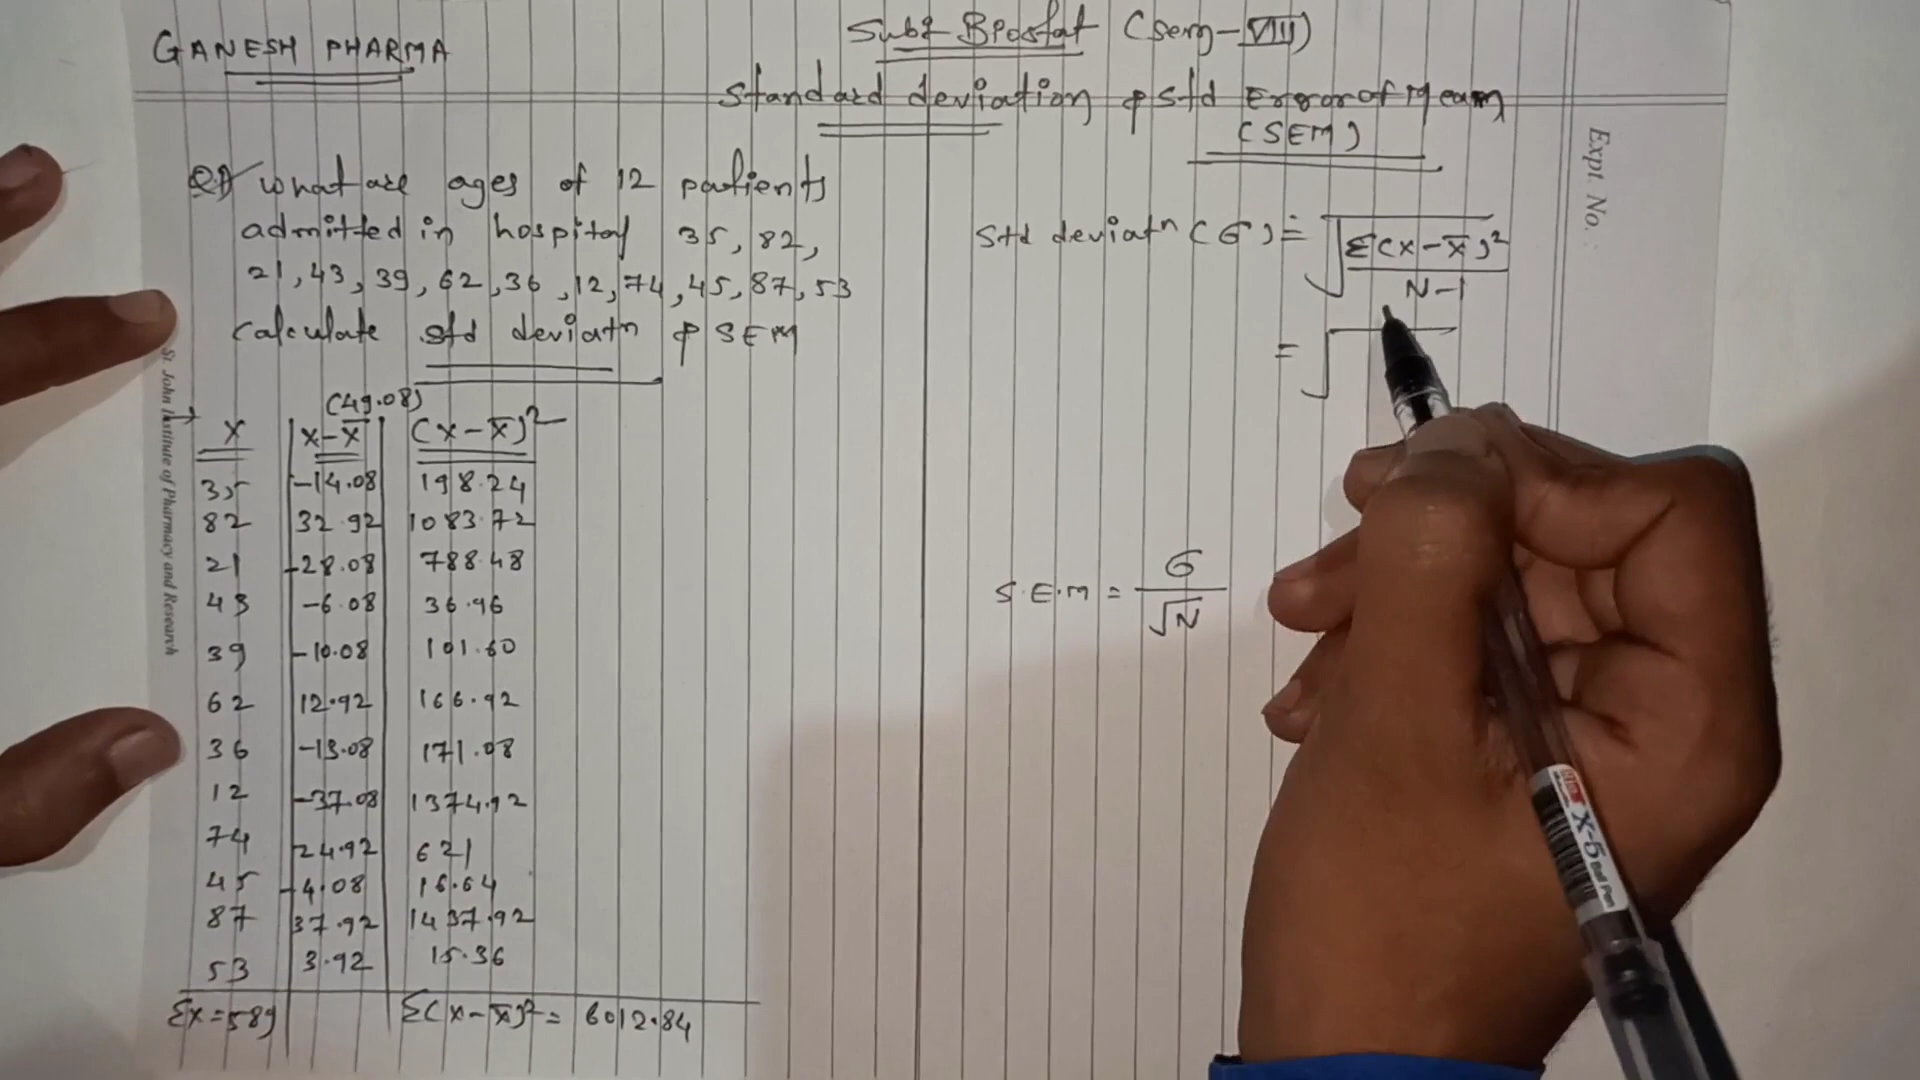 GANESH PHARMA
Sub:- Biostat (Sem-VIII)
Standard deviation & Std Error of Mean
(SEM)
Expt. No. :
Q1) What are ages of 12 patients
admitted in hospital 35, 82,
21, 43, 39, 62, 36, 12, 74, 45, 87, 53
Calculate std deviatn & SEM
(49.08)
X | X-X̅ | (X-X̅)²
35 -14.08 198.24
82 32.92 1083.72
21 -28.08 788.48
43 -6.08 36.96
39 -10.08 101.60
62 12.92 166.92
36 -13.08 171.08
12 -37.08 1374.92
74 24.92 621
45 -4.08 16.64
87 37.92 1437.92
53 3.92 15.36
Σx = 589 Σ(x-X̅)² = 6012.84
Std deviatn (σ) = √Σ(X-X̅)²
N-1
= √
S.E.M = σ
√N
St. John Institute of Pharmacy and Research
X-5 Ball Pen